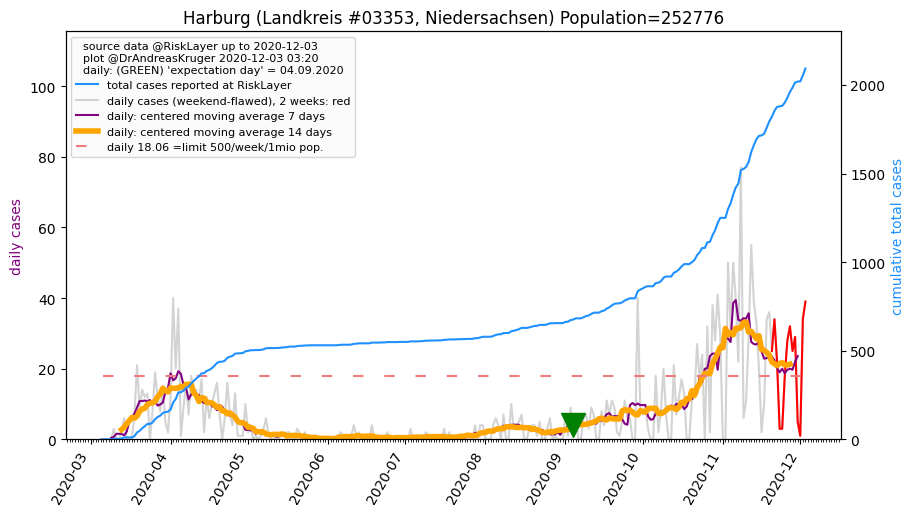 Harburg (Landkreis #03353, Niedersachsen) Population=252776
source data @RiskLayer up to 2020-12-03
plot @DrAndreasKruger 2020-12-03 03:20
daily: (GREEN) 'expectation day' = 04.09.2020
total cases reported at RiskLayer
daily cases (weekend-flawed), 2 weeks: red
daily: centered moving average 7 days
daily: centered moving average 14 days
daily 18.06 =limit 500/week/1mio pop.
daily cases
100
80
60
40
20
0
cumulative total cases
2000
1500
1000
500
0
2020-03
2020-04
2020-05
2020-06
2020-07
2020-08
2020-09
2020-10
2020-11
2020-12